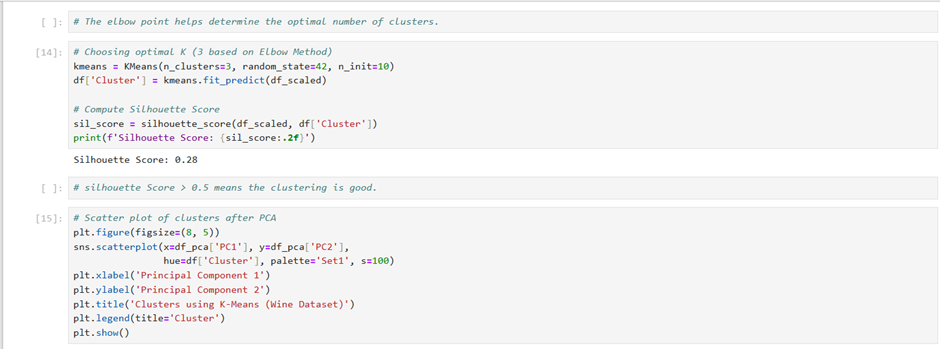 [ ]: # The elbow point helps determine the optimal number of clusters.
[14]: # Choosing optimal K (3 based on Elbow Method)
kmeans = KMeans(n_clusters=3, random_state=42, n_init=10)
df['Cluster'] = kmeans.fit_predict(df_scaled)
# Compute Silhouette Score
sil_score = silhouette_score(df_scaled, df['Cluster'])
print(f'Silhouette Score: {sil_score:.2f}')
Silhouette Score: 0.28
[ ]: # silhouette Score > 0.5 means the clustering is good.
[15]: # Scatter plot of clusters after PCA
plt.figure(figsize=(8, 5))
sns.scatterplot(x=df_pca['PC1'], y=df_pca['PC2'],
hue=df['Cluster'], palette='Set1', s=100)
plt.xlabel('Principal Component 1')
plt.ylabel('Principal Component 2')
plt.title('Clusters using K-Means (Wine Dataset)')
plt.legend(title='Cluster')
plt.show()